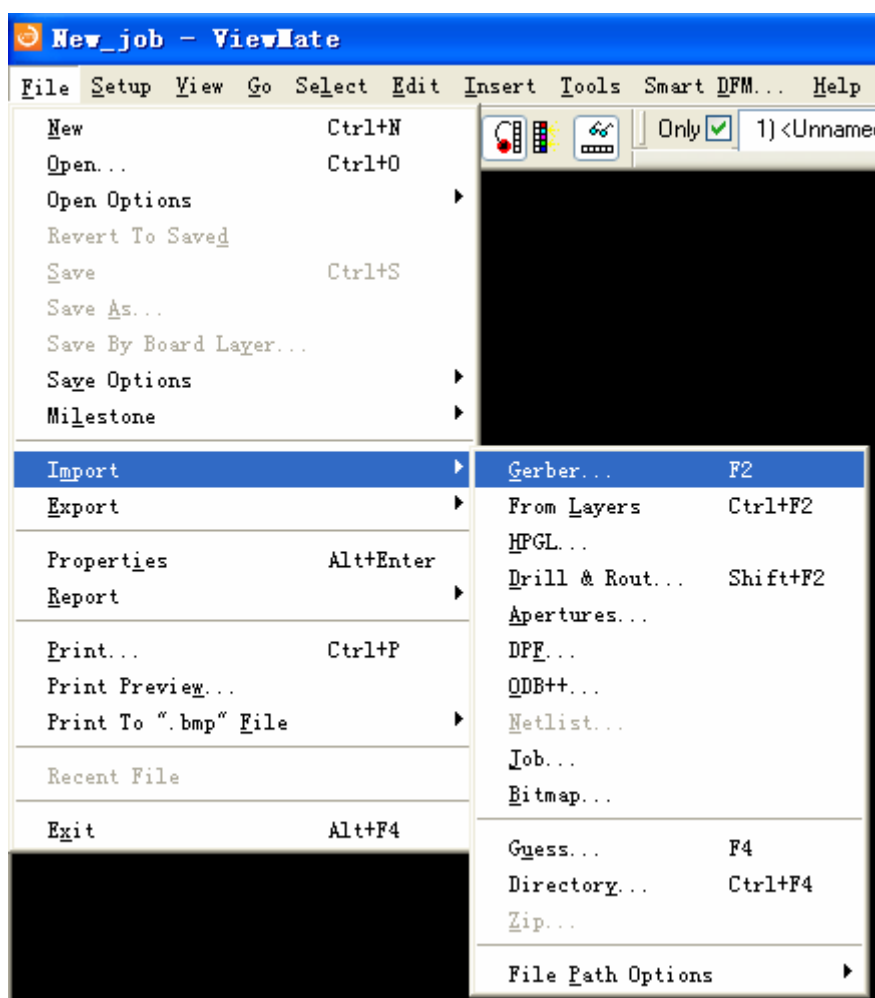 New_job - ViewMate
File Setup View Go Select Edit Insert Tools Smart DFM... Help
Only 1) <Unname
New Ctrl+N
Open... Ctrl+O
Open Options
Revert To Saved
Save Ctrl+S
Save As...
Save By Board Layer...
Save Options
Milestone
Import
Export
Properties Alt+Enter
Report
Print... Ctrl+P
Print Preview...
Print To ".bmp" File
Recent File
Exit Alt+F4
Gerber... F2
From Layers Ctrl+F2
HPGL...
Drill & Rout... Shift+F2
Apertures...
DPF...
ODB++...
Netlist...
Job...
Bitmap...
Guess... F4
Directory... Ctrl+F4
Zip...
File Path Options